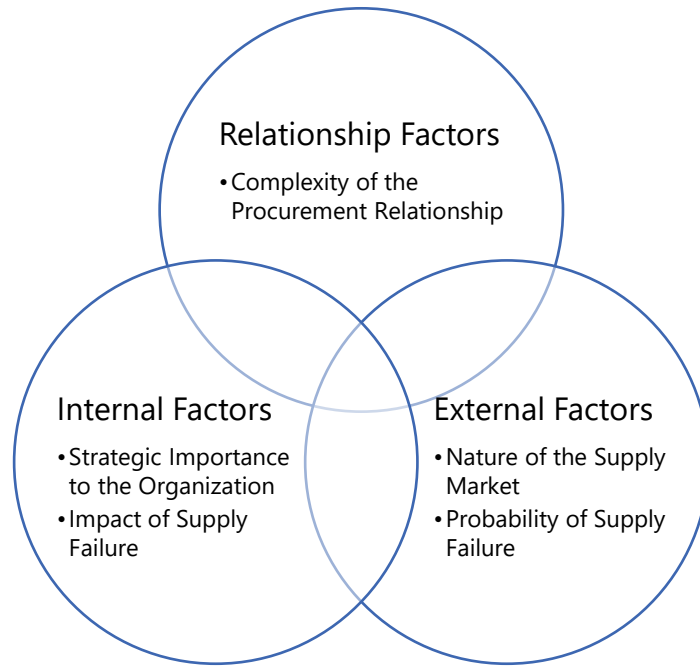 Relationship Factors
•Complexity of the
Procurement Relationship
Internal Factors
•Strategic Importance
to the Organization
•Impact of Supply
Failure
External Factors
•Nature of the Supply
Market
•Probability of Supply
Failure